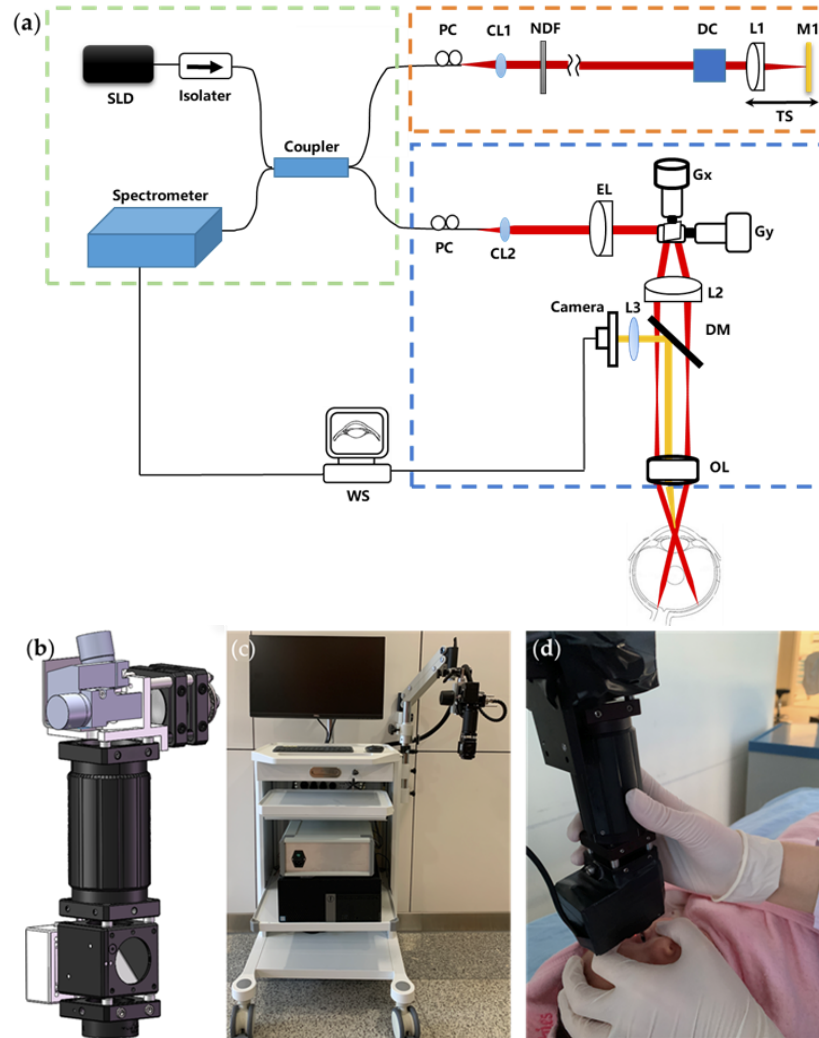 (a)
PC
CL1
NDF
DC
L1
M1
SLD
Isolater
TS
Coupler
Spectrometer
PC
CL2
EL
Gx
Gy
L2
Camera
L3
DM
WS
OL
(b)
(c)
(d)